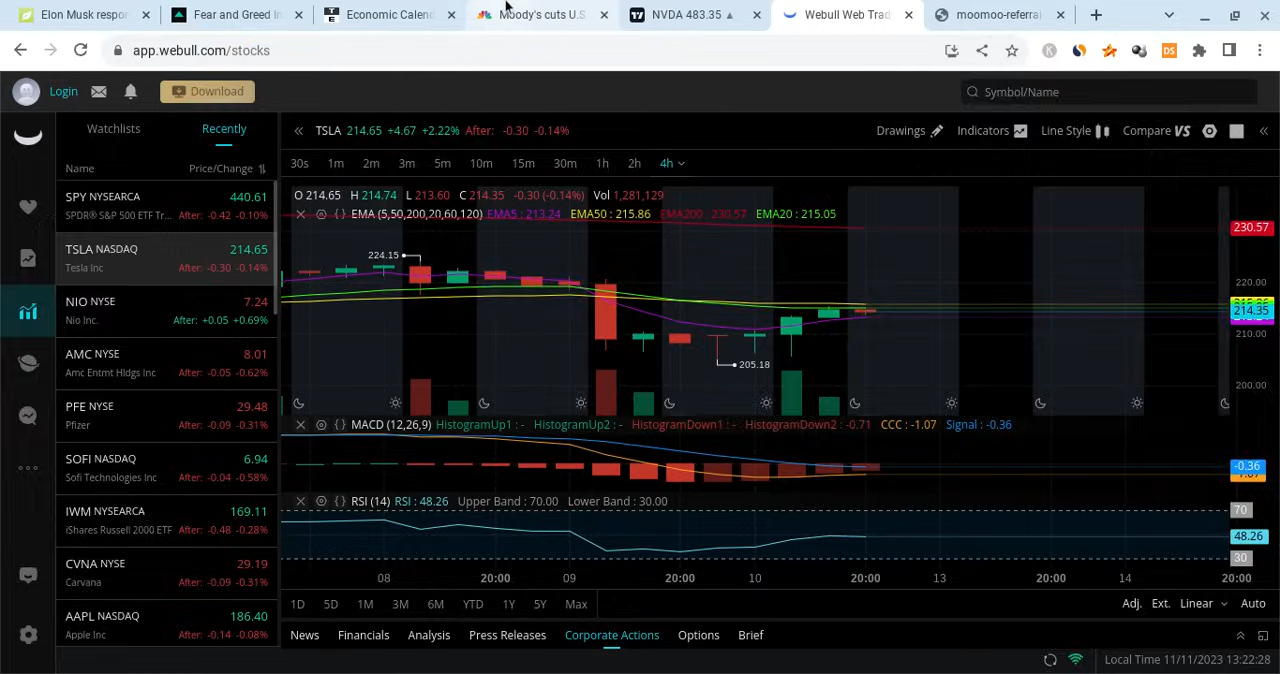 Elon Musk respor
Fear and Greed In
Economic Calend
Moody's cuts U.S
NVDA 483.35 ▲
Webull Web Trad
moomoo-referral
app.webull.com/stocks
K
DS
Login
Download
Symbol/Name
Watchlists
Recently
Name
Price/Change
SPY NYSEARCA 440.61
SPDR® S&P 500 ETF Tr... After: -0.42 -0.10%
TSLA NASDAQ 214.65
Tesla Inc After: -0.30 -0.14%
NIO NYSE 7.24
Nio Inc. After: +0.05 +0.69%
AMC NYSE 8.01
Amc Entmt Hldgs Inc After: -0.05 -0.62%
PFE NYSE 29.48
Pfizer After: -0.09 -0.31%
SOFI NASDAQ 6.94
Sofi Technologies Inc After: -0.04 -0.58%
IWM NYSEARCA 169.11
iShares Russell 2000 ETF After: -0.48 -0.28%
CVNA NYSE 29.19
Carvana After: -0.09 -0.31%
AAPL NASDAQ 186.40
Apple Inc After: -0.14 -0.08%
TSLA 214.65 +4.67 +2.22% After: -0.30 -0.14%
Drawings Indicators Line Style Compare VS
30s 1m 2m 3m 5m 10m 15m 30m 1h 2h 4h
O 214.65 H 214.74 L 213.60 C 214.35 -0.30 (-0.14%) Vol 1,281,129
EMA (5,50,200,20,60,120) EMA5 : 213.24 EMA50 : 215.86 EMA200 : 230.57 EMA20 : 215.05
224.15
205.18
230.57
220.00
214.35
210.00
200.00
MACD (12,26,9) HistogramUp1 : - HistogramUp2 : - HistogramDown1 : - HistogramDown2 : -0.71 CCC : -1.07 Signal : -0.36
-0.36
RSI (14) RSI : 48.26 Upper Band : 70.00 Lower Band : 30.00
70
48.26
30
08 20:00 09 20:00 10 20:00 13 20:00 14 20:00
1D 5D 1M 3M 6M YTD 1Y 5Y Max
Adj. Ext. Linear Auto
News Financials Analysis Press Releases Corporate Actions Options Brief
Local Time 11/11/2023 13:22:28